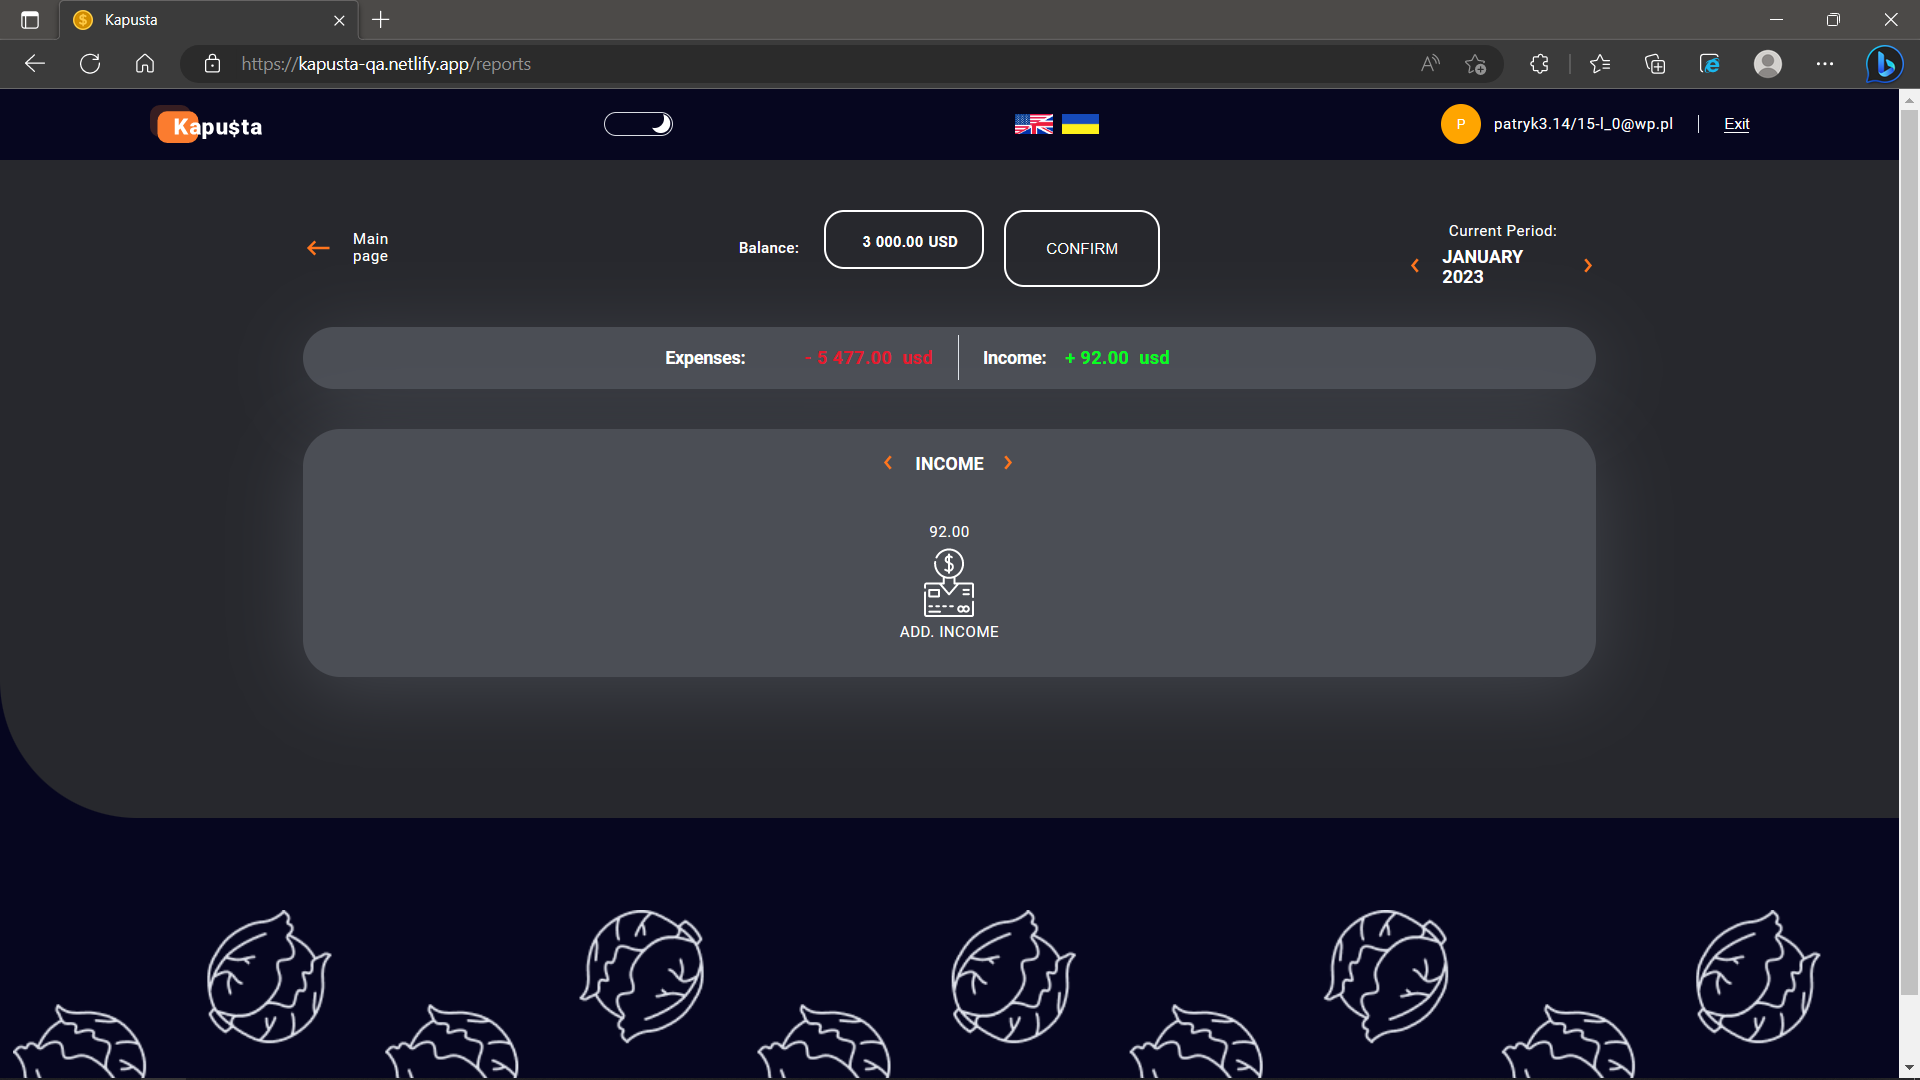 Kapusta
https://kapusta-qa.netlify.app/reports
Kapu$ta
P
patryk3.14/15-l_0@wp.pl
Exit
Main
page
Balance:
3 000.00 USD
CONFIRM
Current Period:
JANUARY
2023
Expenses:
- 5 477.00 usd
Income:
+ 92.00 usd
INCOME
92.00
ADD. INCOME